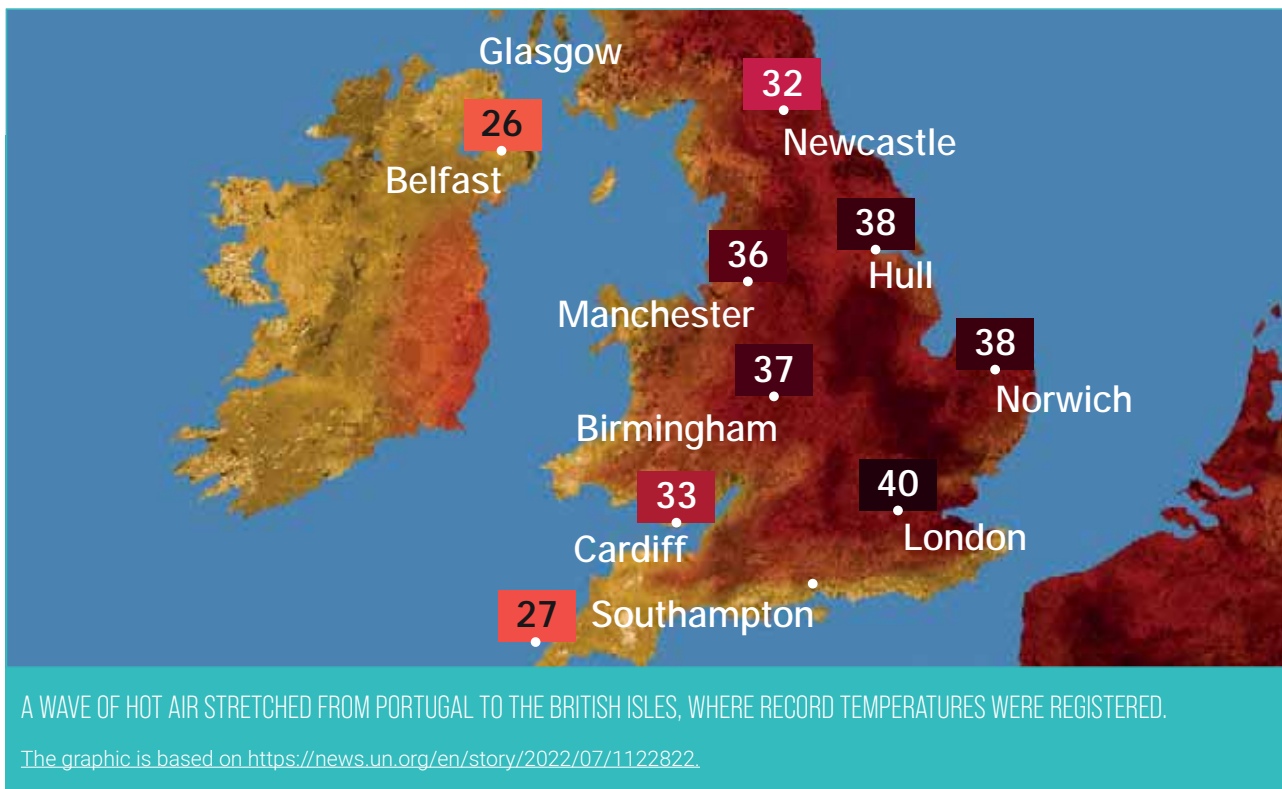 Glasgow
32
Newcastle
26
Belfast
38
Hull
36
Manchester
38
Norwich
37
Birmingham
40
London
33
Cardiff
27
Southampton
A WAVE OF HOT AIR STRETCHED FROM PORTUGAL TO THE BRITISH ISLES, WHERE RECORD TEMPERATURES WERE REGISTERED.
The graphic is based on https://news.un.org/en/story/2022/07/1122822.